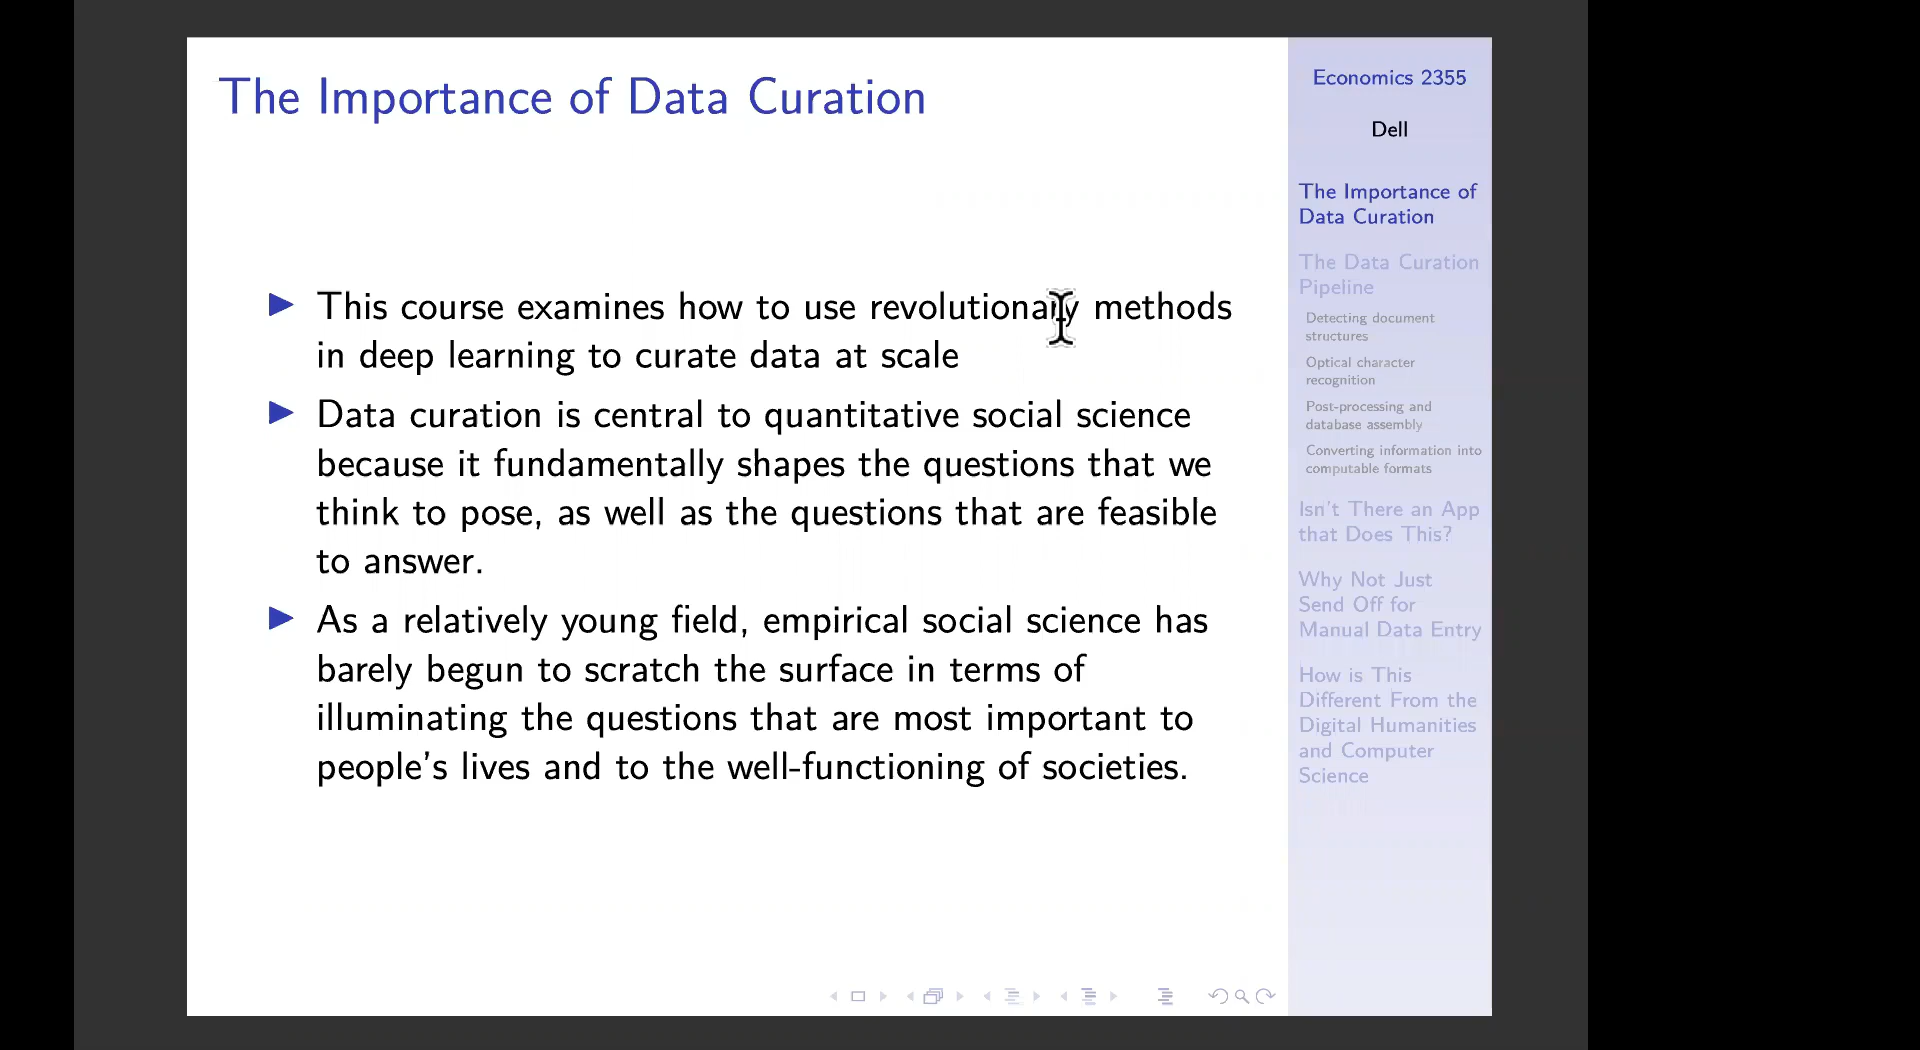 The Importance of Data Curation
This course examines how to use revolutionary methods
in deep learning to curate data at scale
Data curation is central to quantitative social science
because it fundamentally shapes the questions that we
think to pose, as well as the questions that are feasible
to answer.
As a relatively young field, empirical social science has
barely begun to scratch the surface in terms of
illuminating the questions that are most important to
people's lives and to the well-functioning of societies.
Economics 2355
Dell
The Importance of
Data Curation
The Data Curation
Pipeline
Detecting document
structures
Optical character
recognition
Post-processing and
database assembly
Converting information into
computable formats
Isn't There an App
that Does This?
Why Not Just
Send Off for
Manual Data Entry
How is This
Different From the
Digital Humanities
and Computer
Science